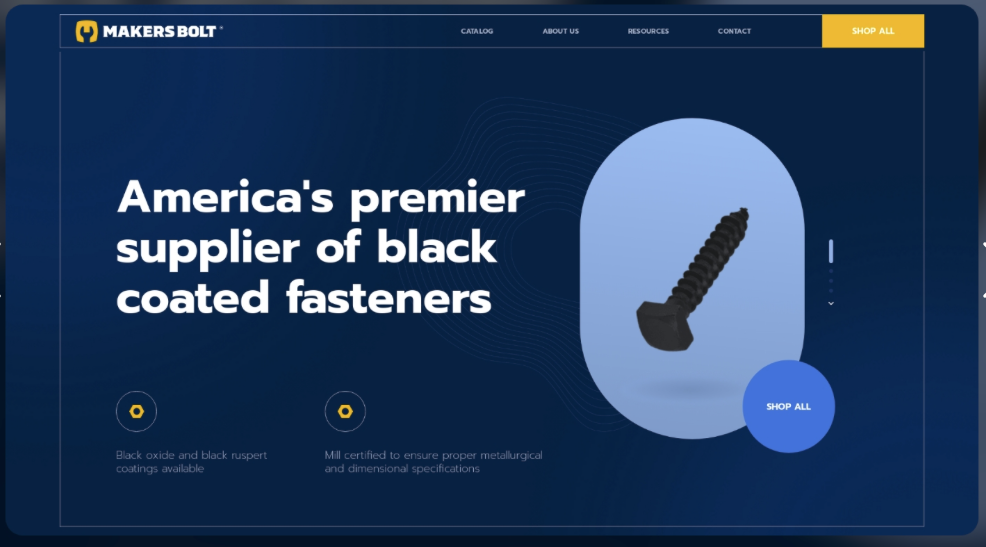 MAKERS BOLT
CATALOG
ABOUT US
RESOURCES
CONTACT
SHOP ALL
America's premier
supplier of black
coated fasteners
Black oxide and black ruspert
coatings available
Mill certified to ensure proper metallurgical
and dimensional specifications
SHOP ALL